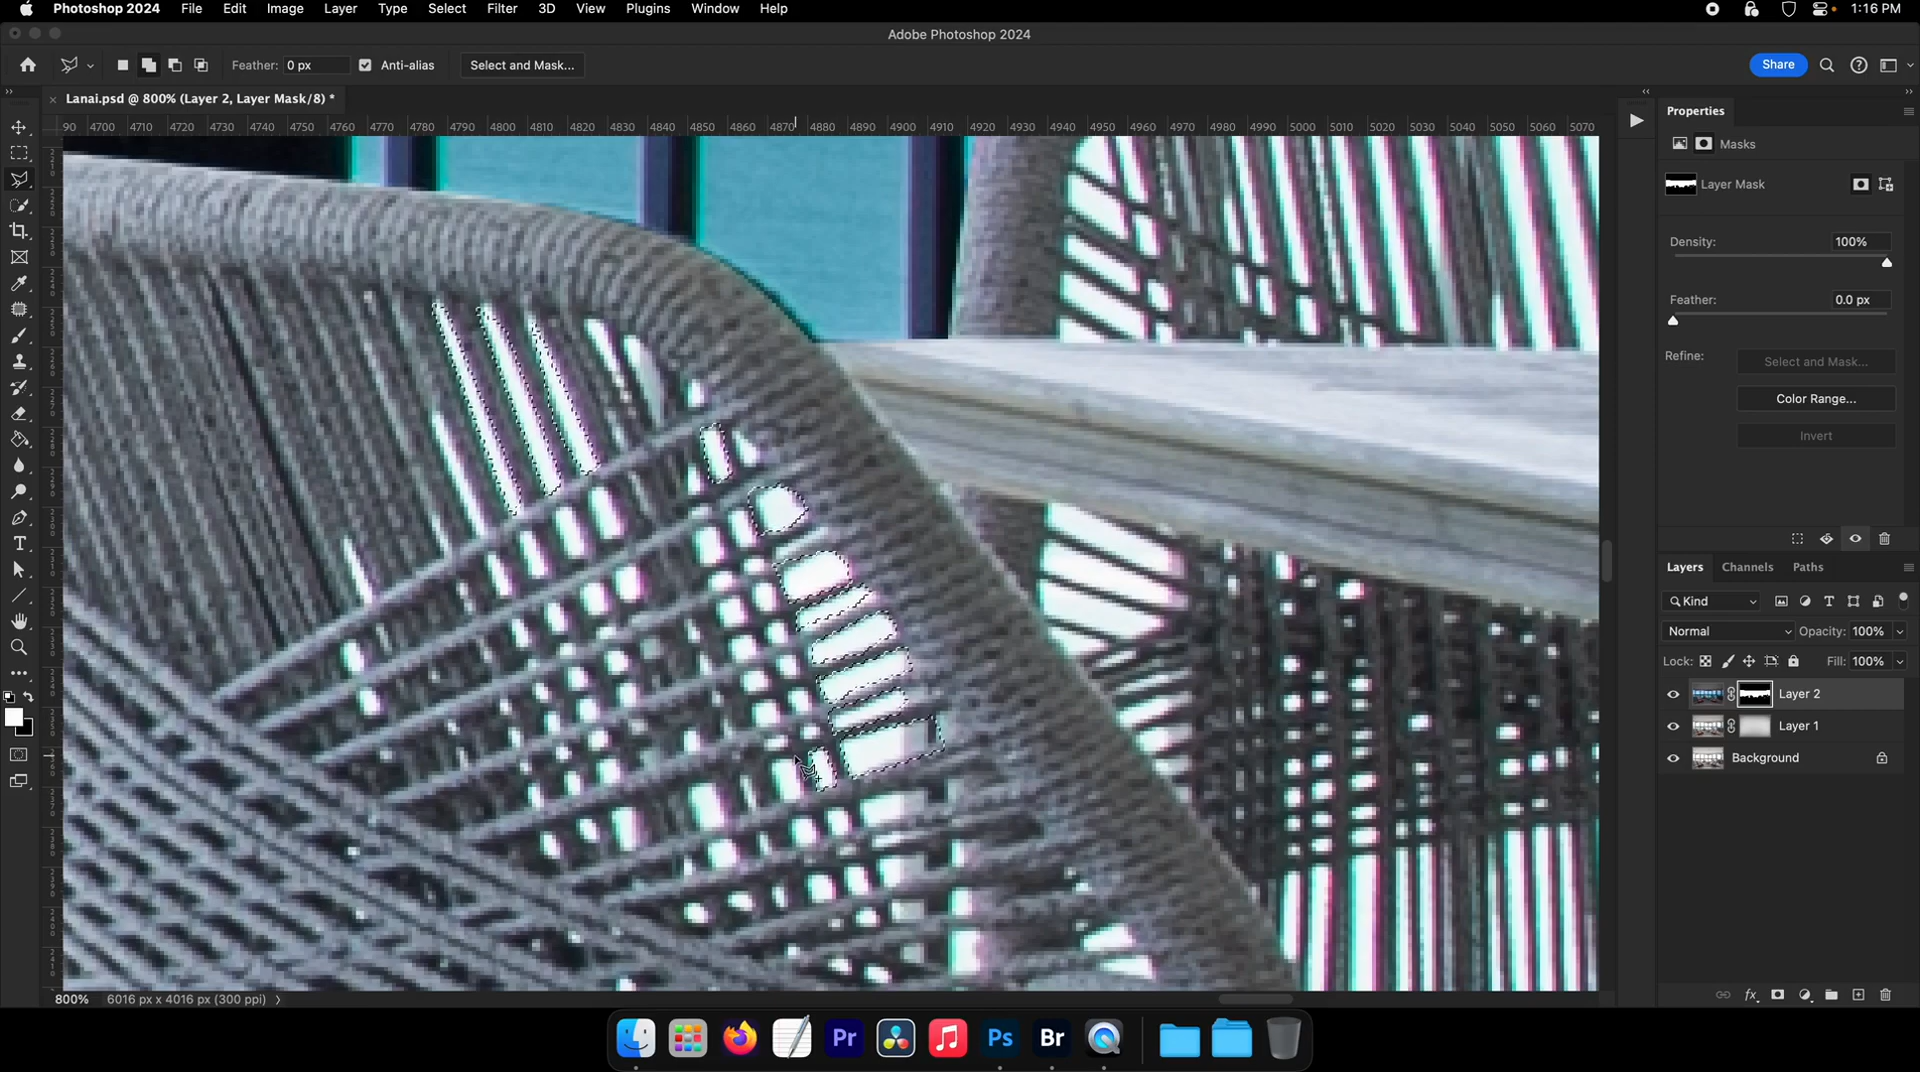 Photoshop 2024 File Edit Image Layer Type Select Filter 3D View Plugins Window Help 1:16 PM
Adobe Photoshop 2024
Feather: 0 px Anti-alias Select and Mask... Share
Lanai.psd @ 800% (Layer 2, Layer Mask/8) *
90 4700 4710 4720 4730 4740 4750 4760 4770 4780 4790 4800 4810 4820 4830 4840 4850 4860 4870 4880 4890 4900 4910 4920 4930 4940 4950 4960 4970 4980 4990 5000 5010 5020 5030 5040 5050 5060 5070
Properties
Masks
Layer Mask
Density: 100%
Feather: 0.0 px
Refine: Select and Mask...
Color Range...
Invert
Layers Channels Paths
Kind
Normal Opacity: 100%
Lock: Fill: 100%
Layer 2
Layer 1
Background
800% 6016 px x 4016 px (300 ppi)
Pr Ps Br